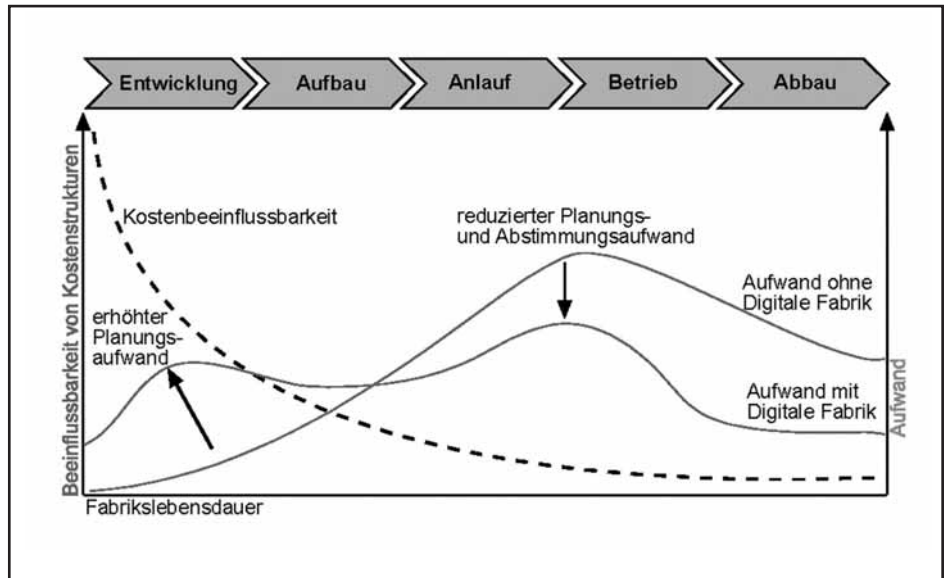 Entwicklung
Aufbau
Anlauf
Betrieb
Abbau
Beeinflussbarkeit von Kostenstrukturen
Kostenbeeinflussbarkeit
reduzierter Planungs-
und Abstimmungsaufwand
erhöhter
Planungs-
aufwand
Aufwand ohne
Digitale Fabrik
Aufwand mit
Digitale Fabrik
Aufwand
Fabrikslebensdauer